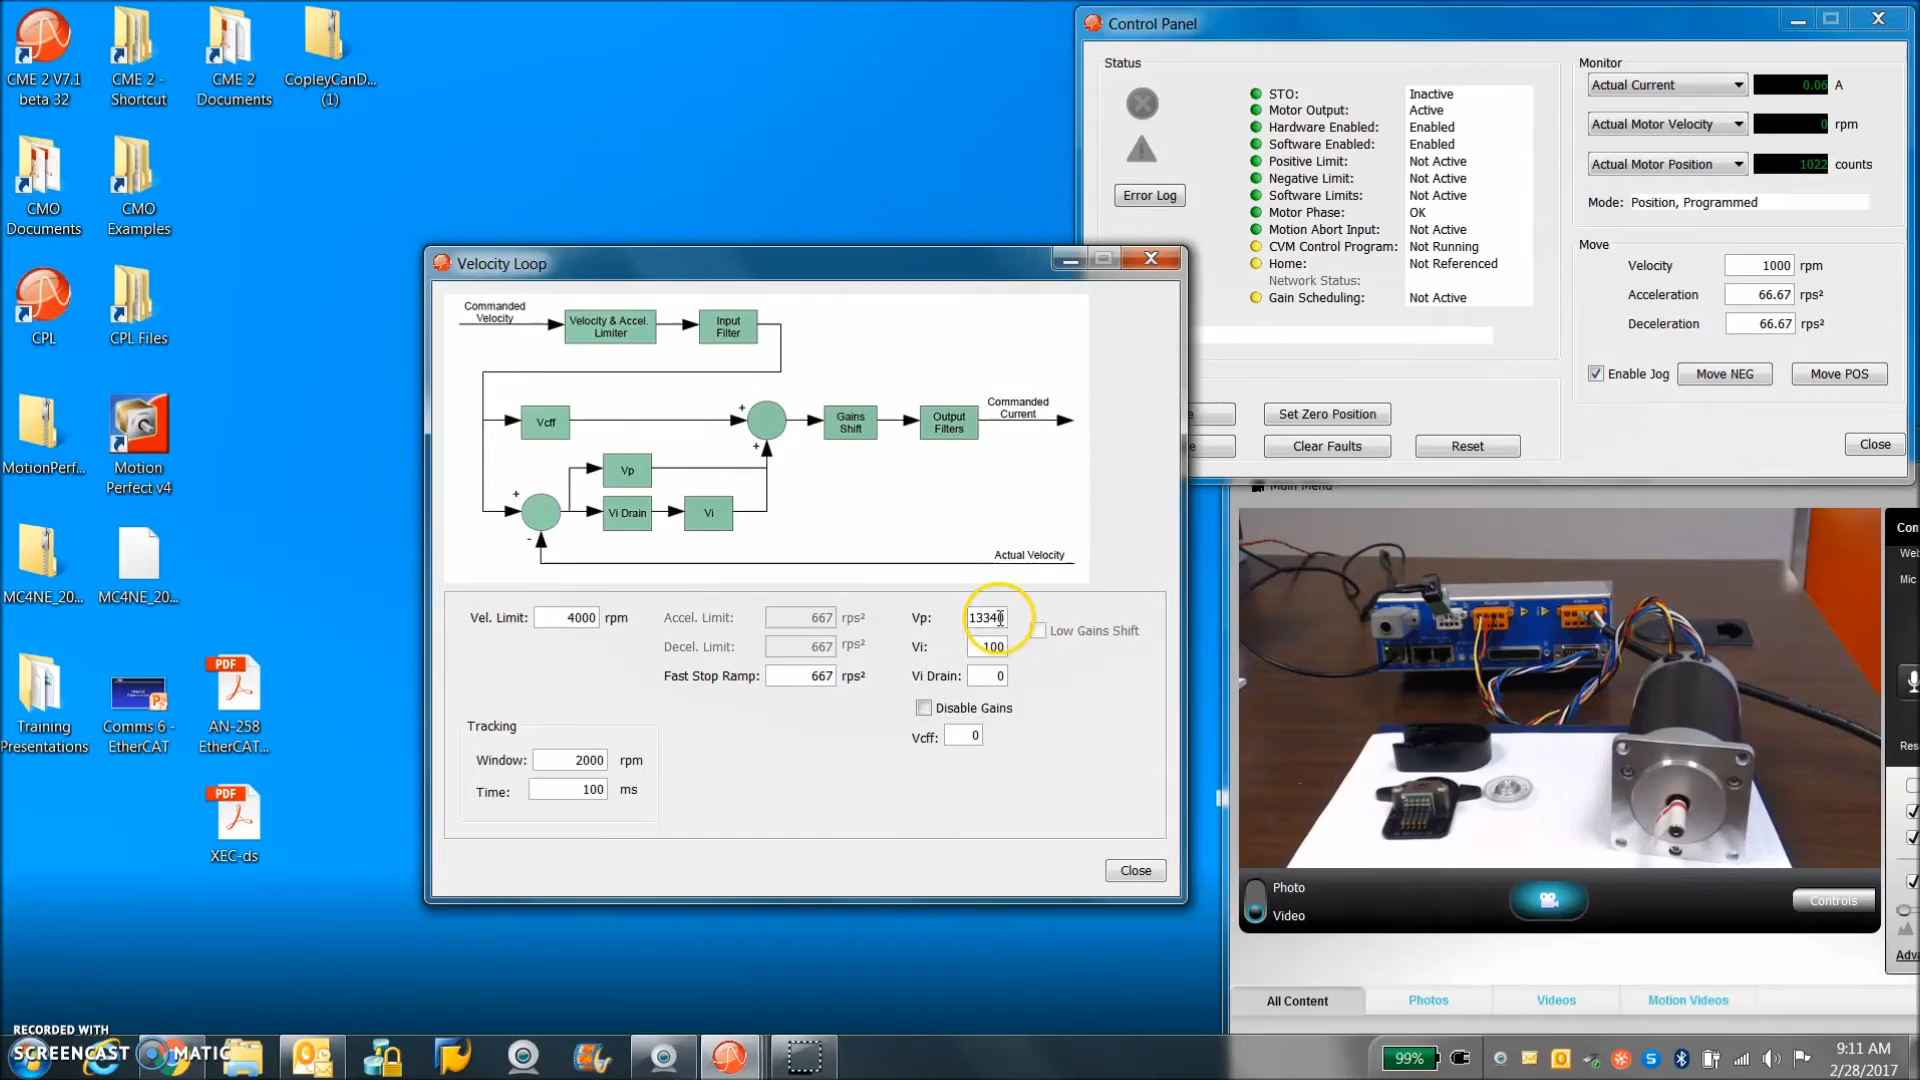 CME 2 V7.1
beta 32
CME 2 -
Shortcut
CME 2
Documents
CopleyCanD...
(1)
CMO
Documents
CMO
Examples
CPL
CPL Files
MotionPerf...
Motion
Perfect v4
MC4NE_20...
MC4NE_20...
Training
Presentations
Comms 6 -
EtherCAT
PDF
AN-258
EtherCAT...
PDF
XEC-ds
Control Panel
Status
STO: Inactive
Motor Output: Active
Hardware Enabled: Enabled
Software Enabled: Enabled
Positive Limit: Not Active
Negative Limit: Not Active
Software Limits: Not Active
Motor Phase: OK
Motion Abort Input: Not Active
CVM Control Program: Not Running
Home: Not Referenced
Network Status:
Gain Scheduling: Not Active
Error Log
Monitor
Actual Current 0.06 A
Actual Motor Velocity 0 rpm
Actual Motor Position 1022 counts
Mode: Position, Programmed
Move
Velocity 1000 rpm
Acceleration 66.67 rps²
Deceleration 66.67 rps²
Enable Jog Move NEG Move POS
Set Zero Position
Clear Faults
Reset
Close
Velocity Loop
Commanded
Velocity
Velocity & Accel.
Limiter
Input
Filter
Vcff
+
+
Gains
Shift
Output
Filters
Commanded
Current
Vp
+
-
Vi Drain
Vi
Actual Velocity
Vel. Limit: 4000 rpm
Accel. Limit: 667 rps²
Decel. Limit: 667 rps²
Fast Stop Ramp: 667 rps²
Vp: 13340
Vi: 100
Vi Drain: 0
Low Gains Shift
Disable Gains
Vcff: 0
Tracking
Window: 2000 rpm
Time: 100 ms
Close
Main Menu
Con
Web
Mic
Res
Adva
Photo
Video
Controls
All Content
Photos
Videos
Motion Videos
RECORDED WITH
SCREENCAST MATIC
99%
9:11 AM
2/28/2017